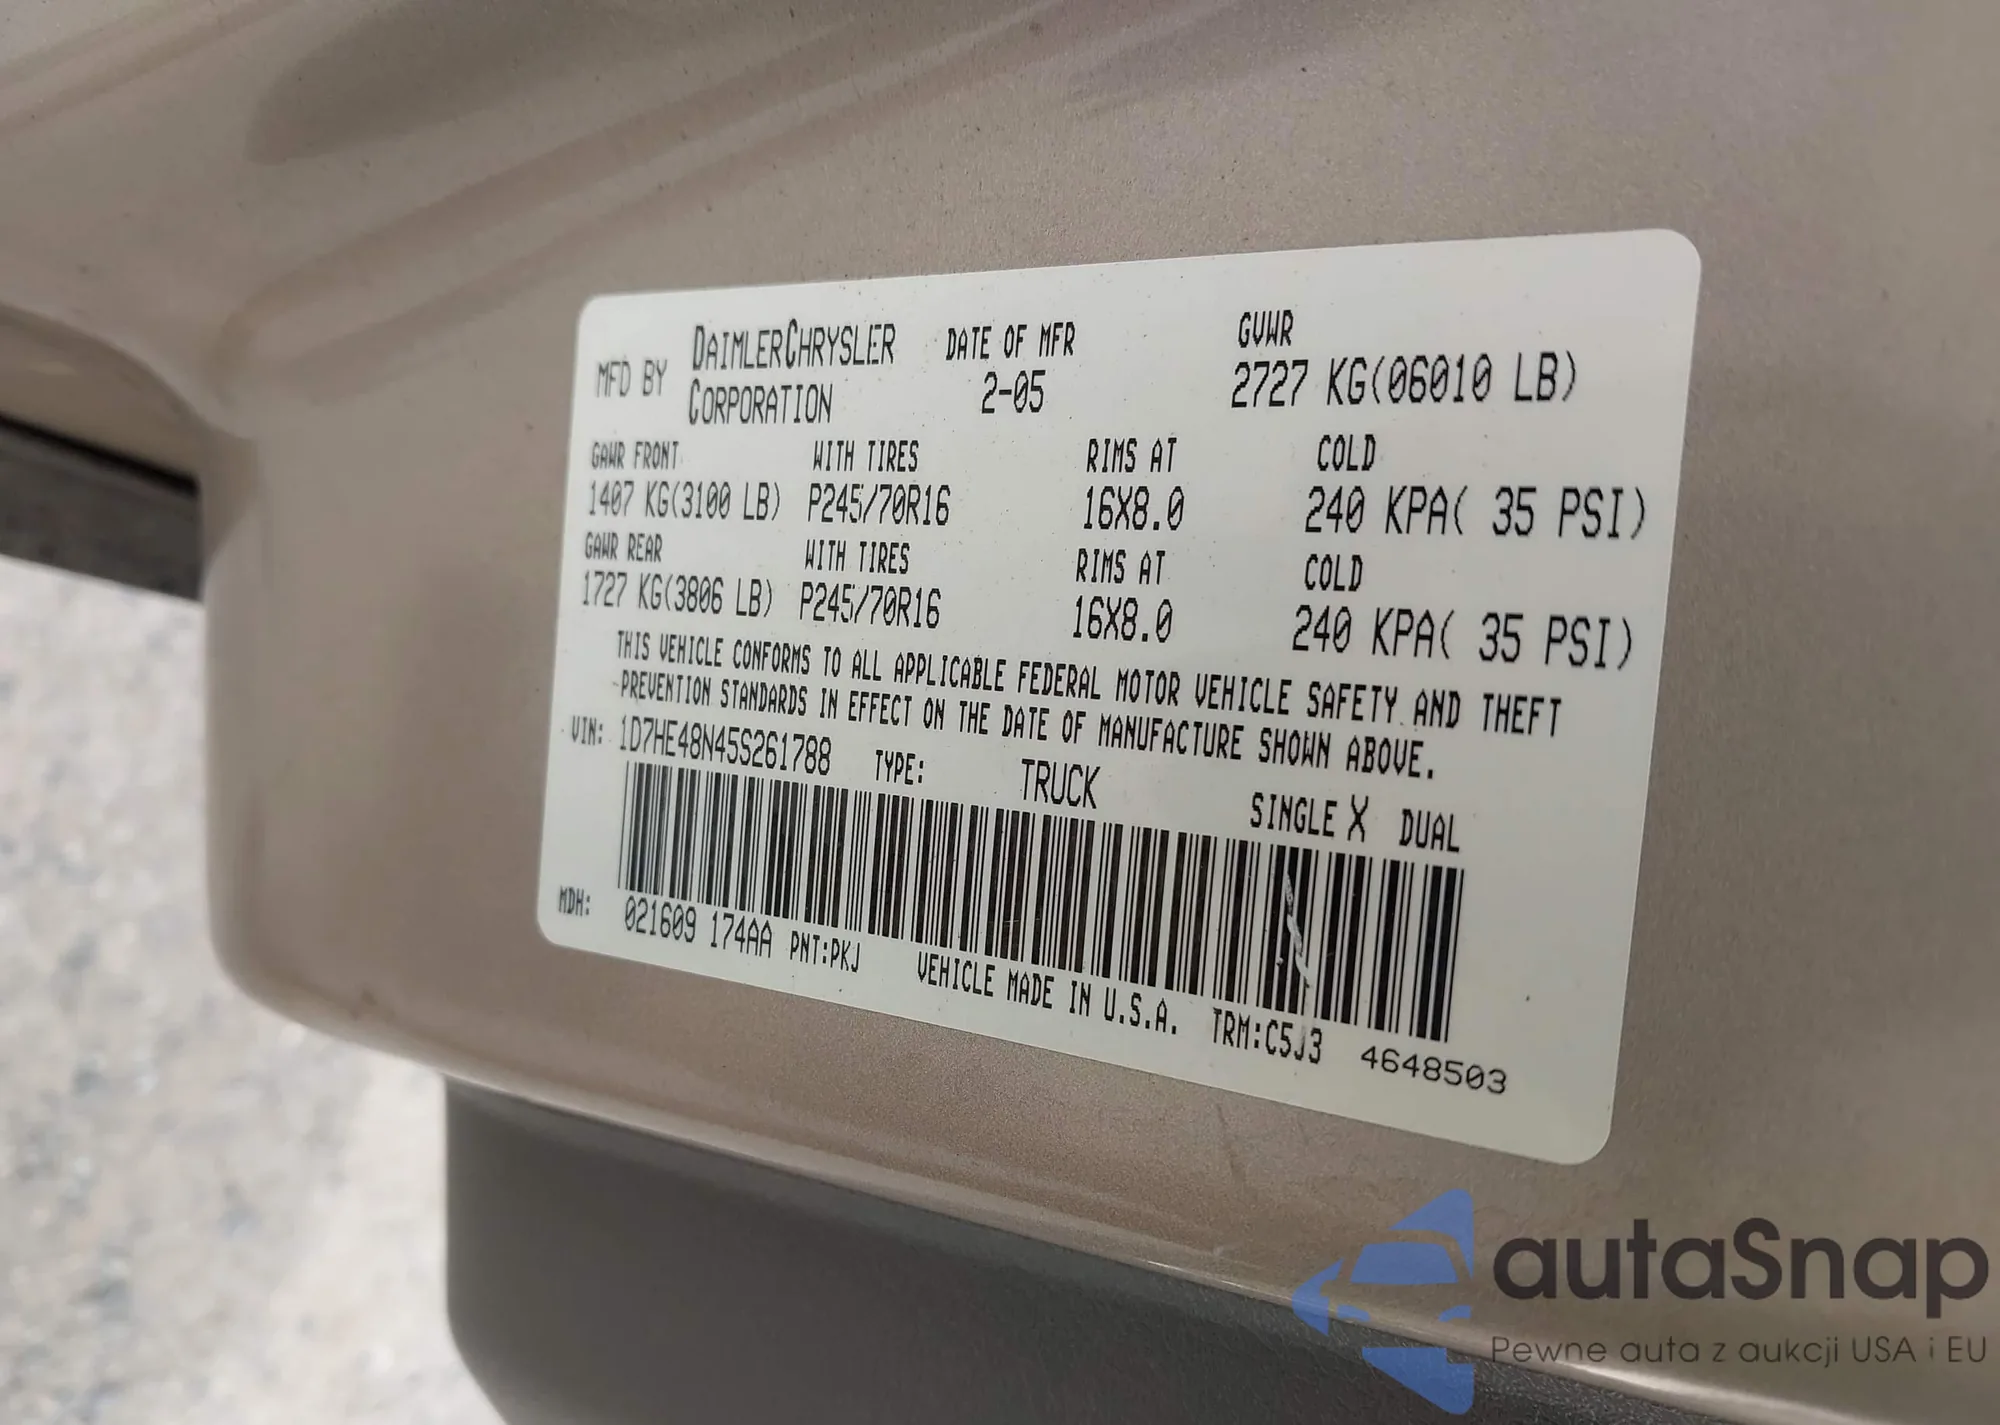 MFD BY DAIMLERCHRYSLER CORPORATION DATE OF MFR 2-05 GVWR 2727 KG(06010 LB)
GAWR FRONT WITH TIRES RIMS AT COLD
1407 KG(3100 LB) P245/70R16 16X8.0 240 KPA( 35 PSI)
GAWR REAR WITH TIRES RIMS AT COLD
1727 KG(3806 LB) P245/70R16 16X8.0 240 KPA( 35 PSI)
THIS VEHICLE CONFORMS TO ALL APPLICABLE FEDERAL MOTOR VEHICLE SAFETY AND THEFT
PREVENTION STANDARDS IN EFFECT ON THE DATE OF MANUFACTURE SHOWN ABOVE.
VIN: 1D7HE48N45S261788 TYPE: TRUCK SINGLE X DUAL
MDH: 021609 174AA PNT:PKJ VEHICLE MADE IN U.S.A. TRM:C5J3 4648503
autaSnap
Pewne auta z aukcji USA i EU